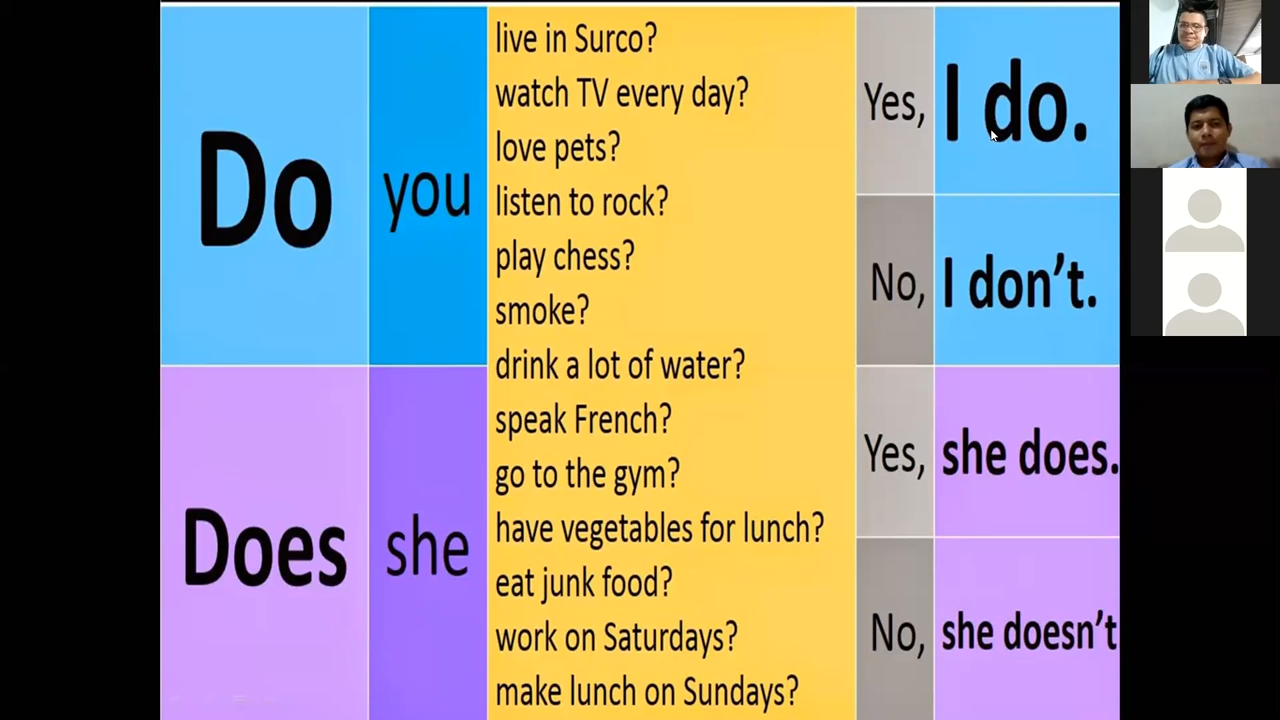 Do
you
live in Surco?
watch TV every day?
love pets?
listen to rock?
play chess?
smoke?
drink a lot of water?
speak French?
go to the gym?
have vegetables for lunch?
eat junk food?
work on Saturdays?
make lunch on Sundays?
Yes,
I do.
No,
I don't.
Does
she
Yes,
she does.
No,
she doesn't